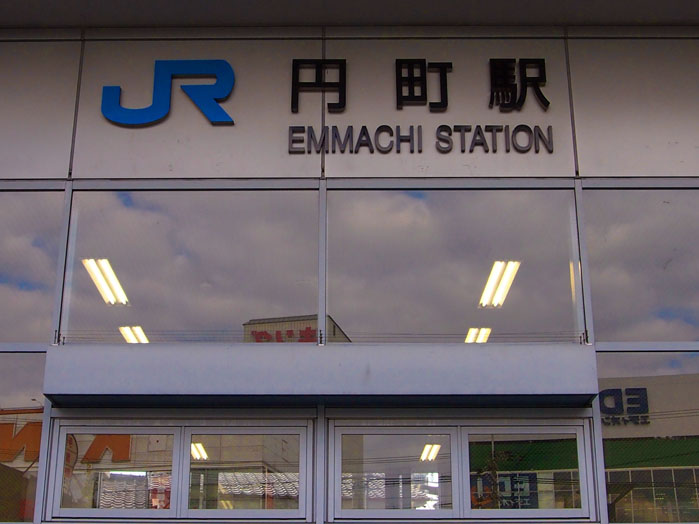 JR 円町駅
EMMACHI STATION